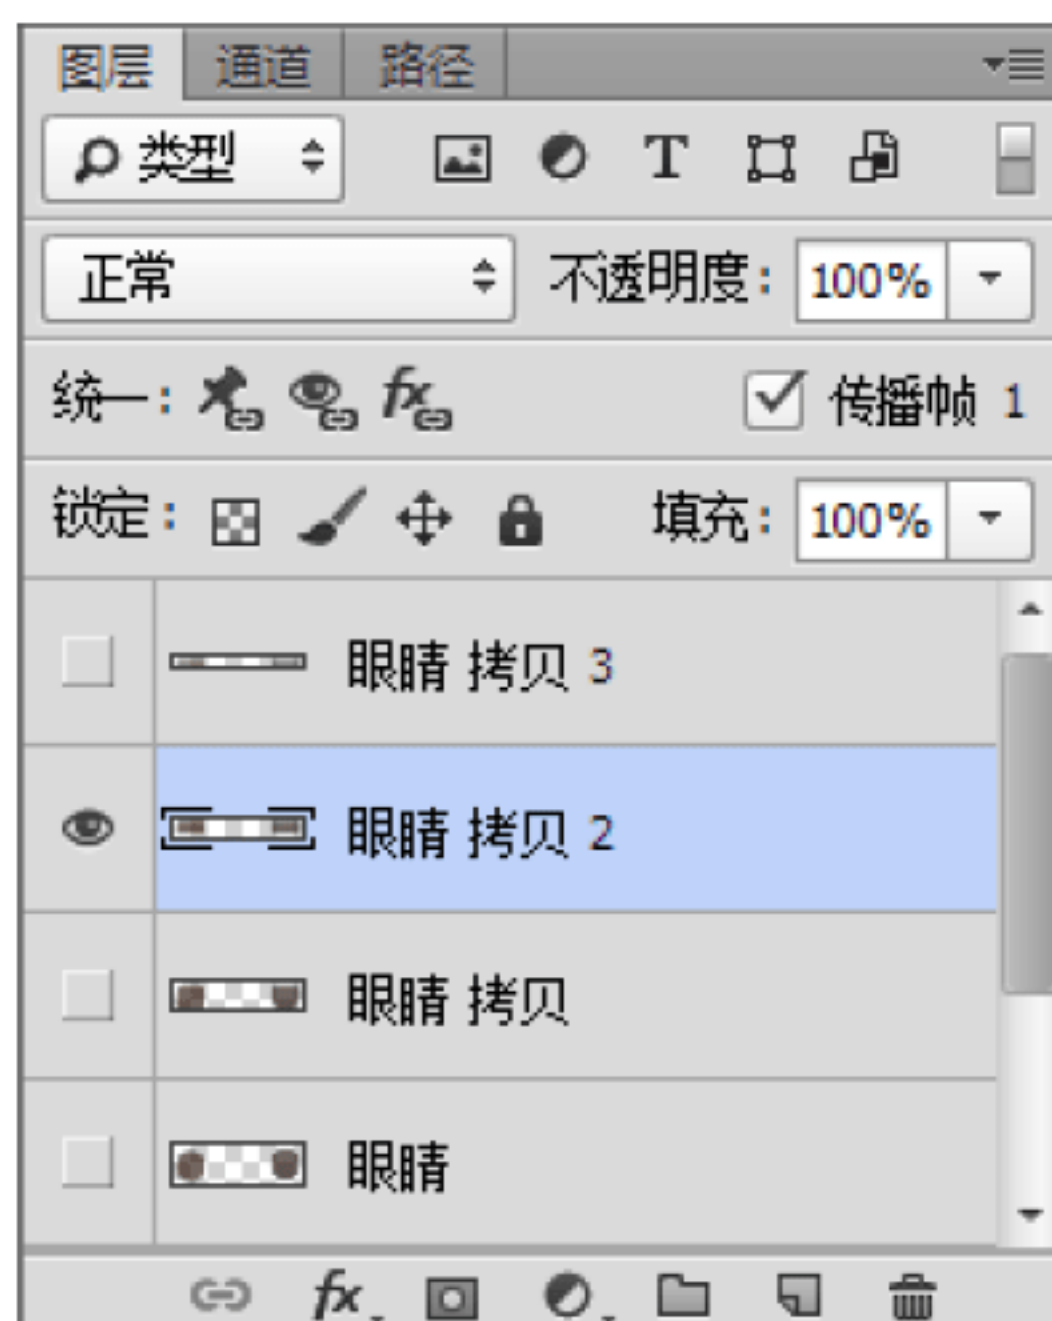 图层 通道 路径
类型 T
正常 不透明度: 100%
统一: fx 传播帧 1
锁定: 填充: 100%
眼睛 拷贝 3
眼睛 拷贝 2
眼睛 拷贝
眼睛
fx